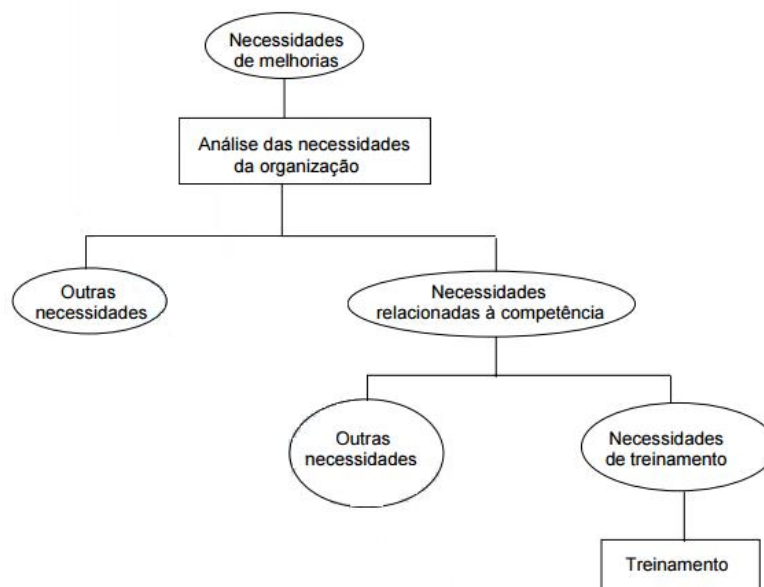 Necessidades
de melhorias
Análise das necessidades
da organização
Outras
necessidades
Necessidades
relacionadas à competência
Outras
necessidades
Necessidades
de treinamento
Treinamento